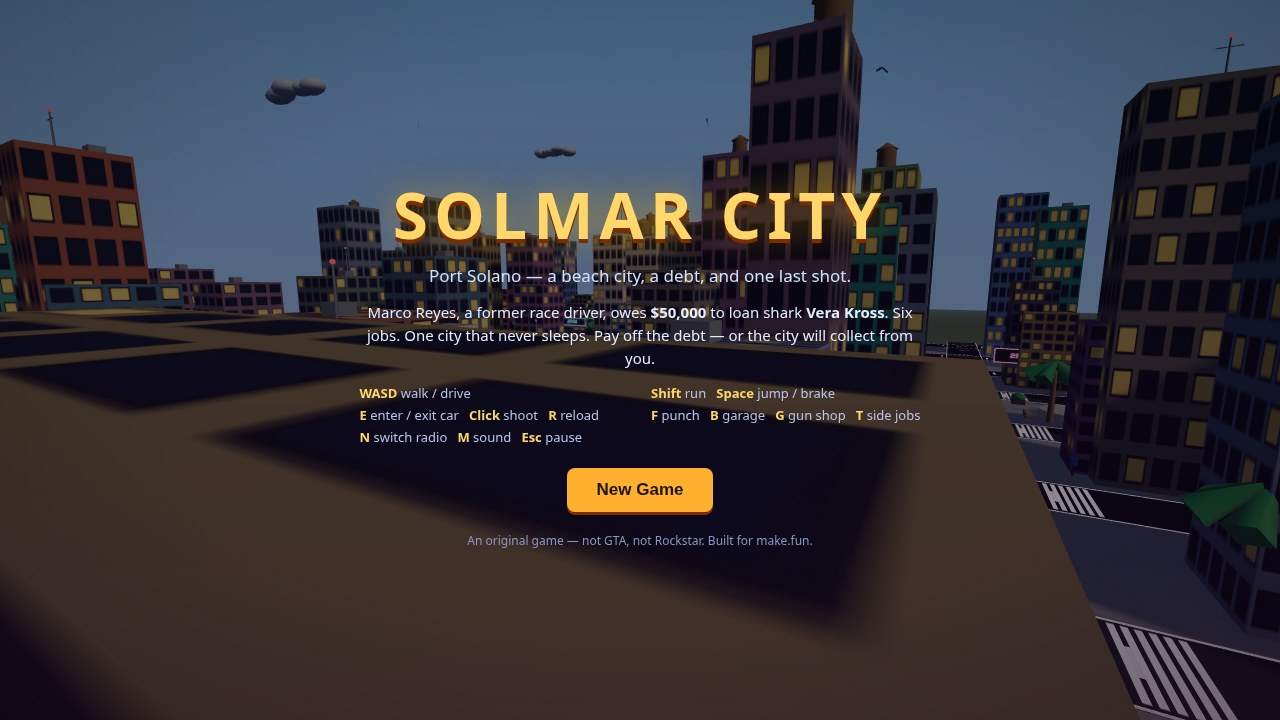 SOLMAR CITY
Port Solano — a beach city, a debt, and one last shot.
Marco Reyes, a former race driver, owes $50,000 to loan shark Vera Kross. Six
jobs. One city that never sleeps. Pay off the debt — or the city will collect from
you.
WASD walk / drive
Shift run Space jump / brake
E enter / exit car Click shoot R reload
F punch B garage G gun shop T side jobs
N switch radio M sound Esc pause
New Game
An original game — not GTA, not Rockstar. Built for make.fun.